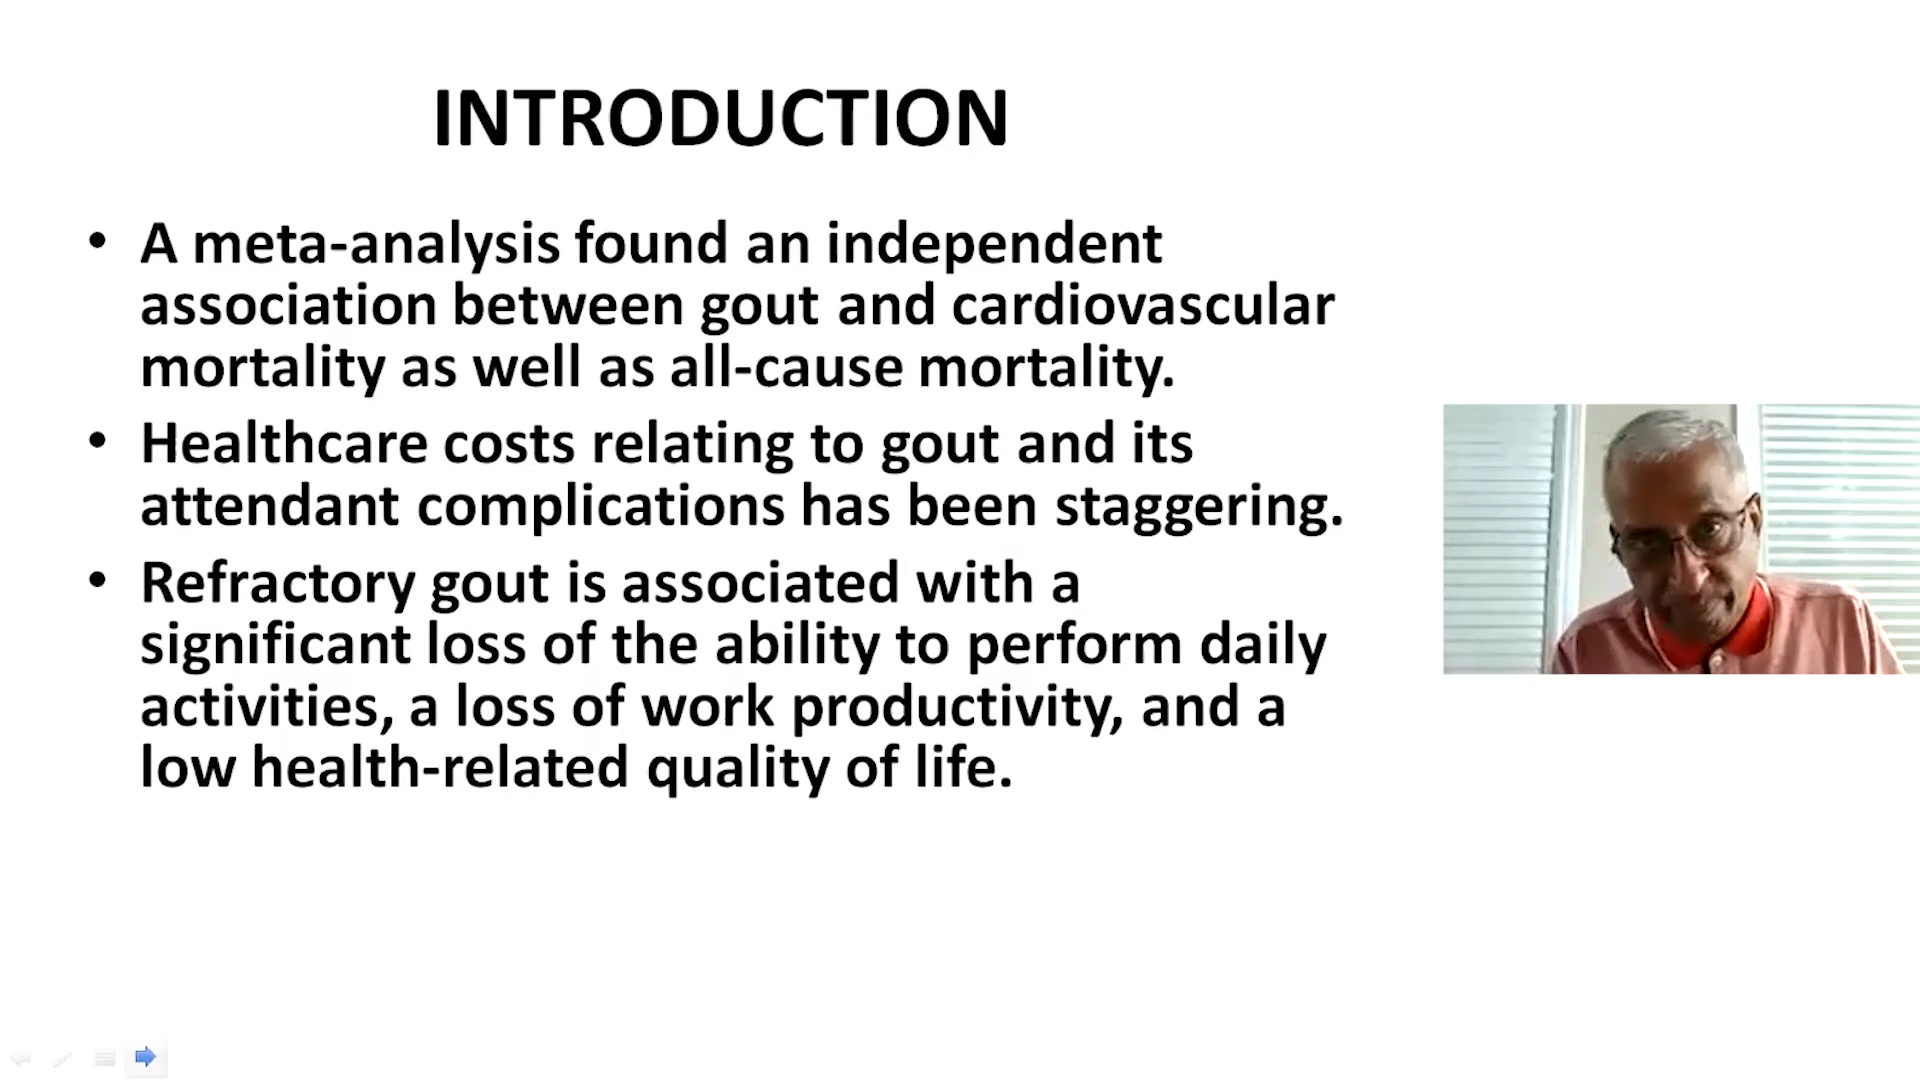 INTRODUCTION
• A meta-analysis found an independent
association between gout and cardiovascular
mortality as well as all-cause mortality.
• Healthcare costs relating to gout and its
attendant complications has been staggering.
• Refractory gout is associated with a
significant loss of the ability to perform daily
activities, a loss of work productivity, and a
low health-related quality of life.